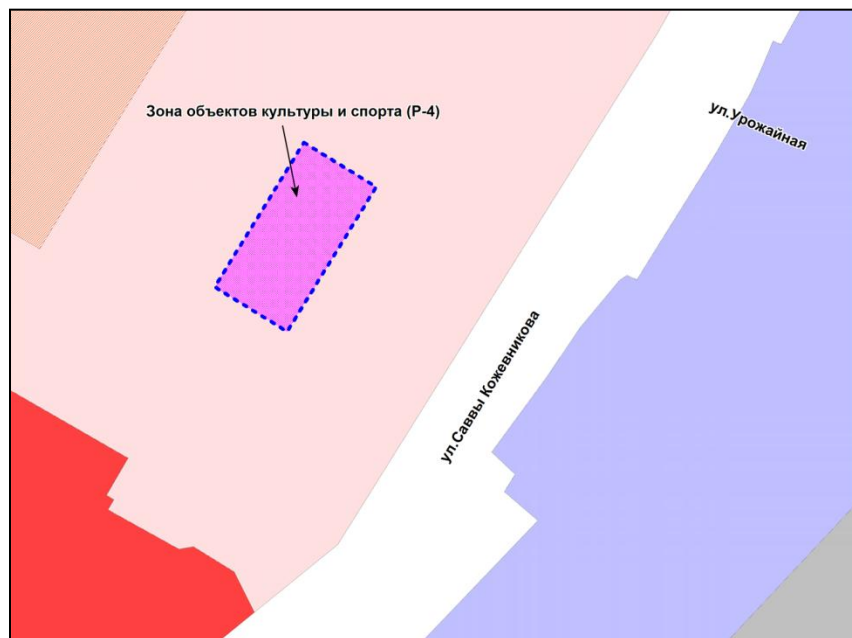 Зона объектов культуры и спорта (Р-4)
ул.Урожайная
ул.Саввы Кожевникова